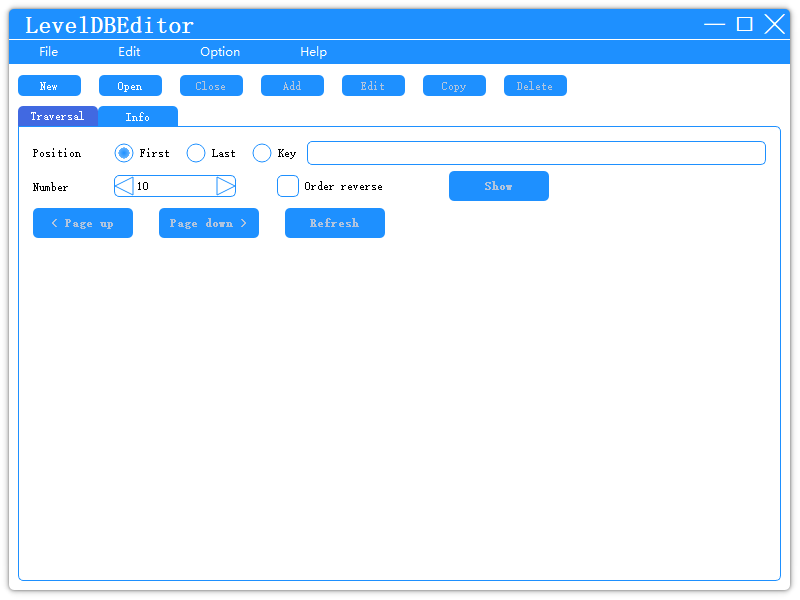 LevelDBEditor
File Edit Option Help
New Open Close Add Edit Copy Delete
Traversal Info
Position First Last Key
Number 10 Order reverse Show
< Page up Page down > Refresh